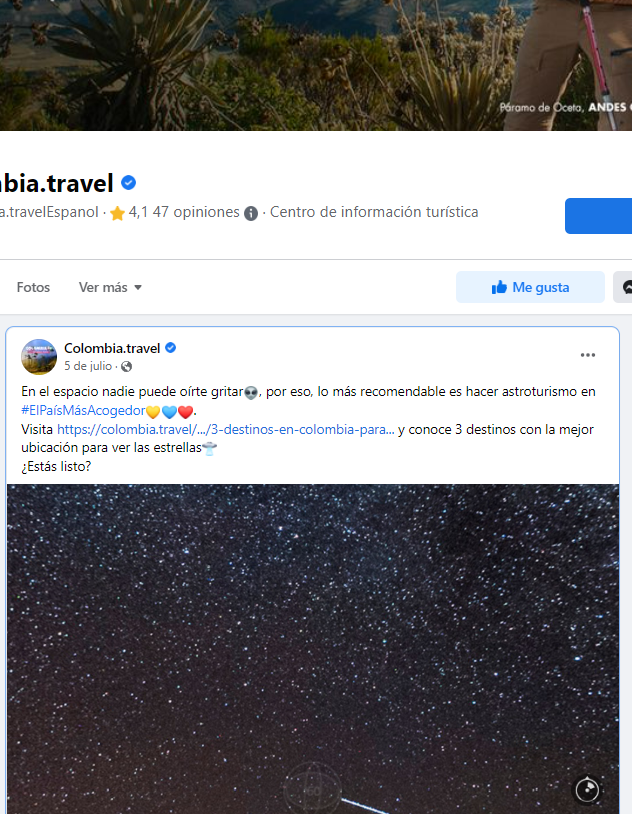 Páramo de Oceta, ANDES
bia.travel
a.travelEspanol · 4,1 47 opiniones · Centro de información turística
Fotos Ver más Me gusta
Colombia.travel
5 de julio ·
En el espacio nadie puede oírte gritar👽, por eso, lo más recomendable es hacer astroturismo en
#ElPaísMásAcogedor💛💙❤️.
Visita https://colombia.travel/.../3-destinos-en-colombia-para... y conoce 3 destinos con la mejor
ubicación para ver las estrellas🛸
¿Estás listo?